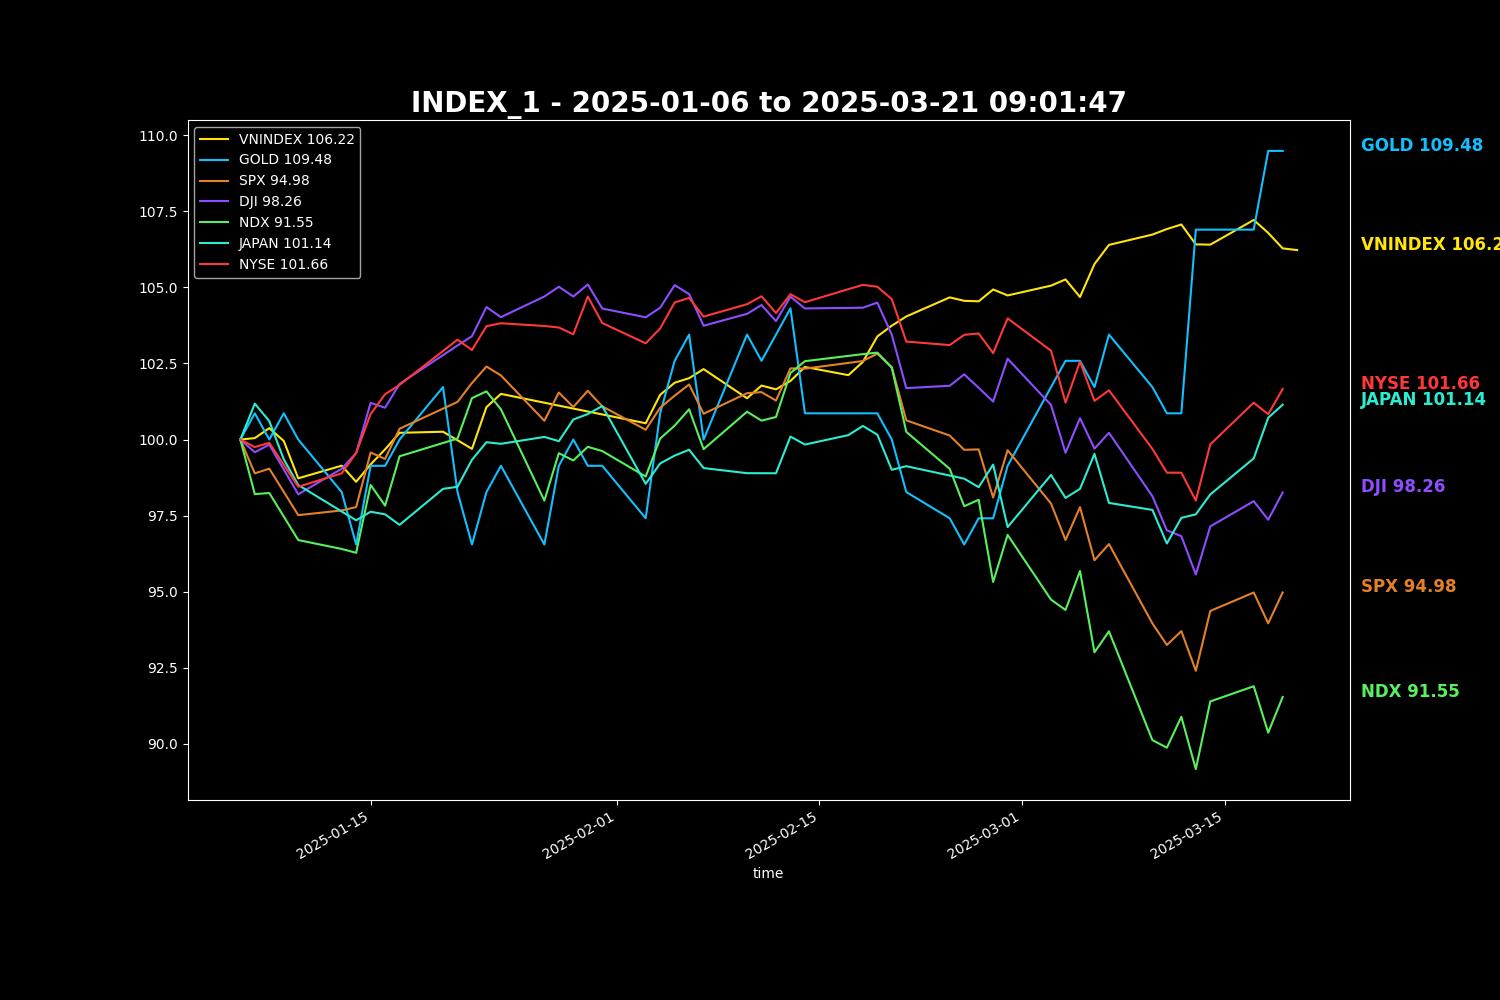 INDEX_1 - 2025-01-06 to 2025-03-21 09:01:47
VNINDEX 106.22
GOLD 109.48
SPX 94.98
DJI 98.26
NDX 91.55
JAPAN 101.14
NYSE 101.66
110.0
107.5
105.0
102.5
100.0
97.5
95.0
92.5
90.0
GOLD 109.48
VNINDEX 106.2
NYSE 101.66
JAPAN 101.14
DJI 98.26
SPX 94.98
NDX 91.55
2025-01-15
2025-02-01
2025-02-15
2025-03-01
2025-03-15
time